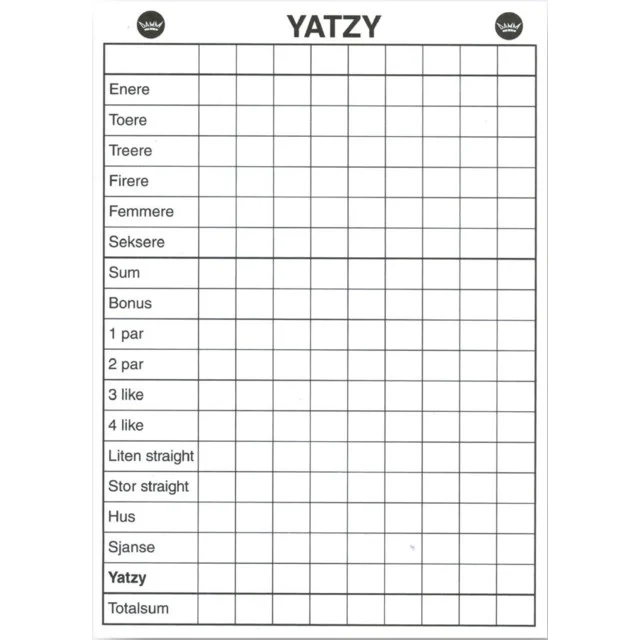 YATZY
Enere
Toere
Treere
Firere
Femmere
Seksere
Sum
Bonus
1 par
2 par
3 like
4 like
Liten straight
Stor straight
Hus
Sjanse
Yatzy
Totalsum